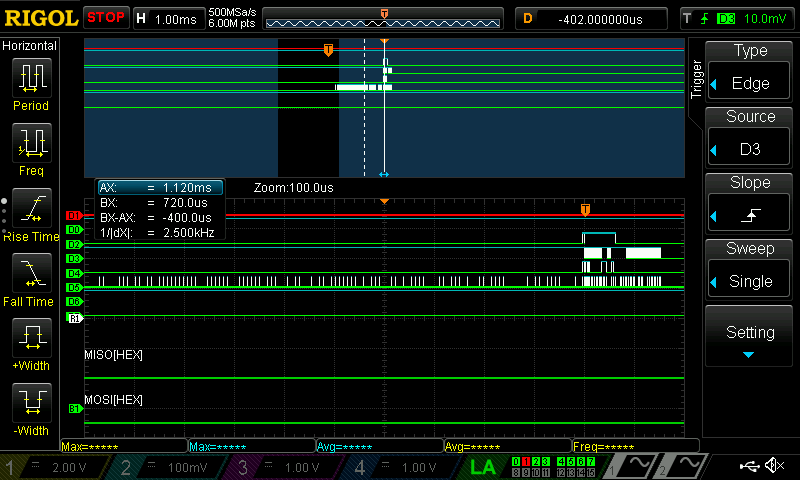 RIGOL STOP H 1.00ms 500MSa/s 6.00M pts T D -402.000000us T D3 10.0mV
Horizontal
Period
Freq
Rise Time
Fall Time
+Width
-Width
T
AX: = 1.120ms
BX: = 720.0us
BX-AX: = -400.0us
1/|dX|: = 2.500kHz
Zoom:100.0us
T
D1
D0
D2
D3
D4
D5
D6
R1
MISO[HEX]
B1
MOSI[HEX]
Max=***** Max=***** Avg=***** Avg=***** Freq=*****
Trigger
Type
Edge
Source
D3
Slope
Sweep
Single
Setting
1 = 2.00 V 2 = 100mV 3 = 1.00 V 4 = 1.00 V LA
0 1 2 3 4 5 6 7
8 9 10 11 12 13 14 15
1 2